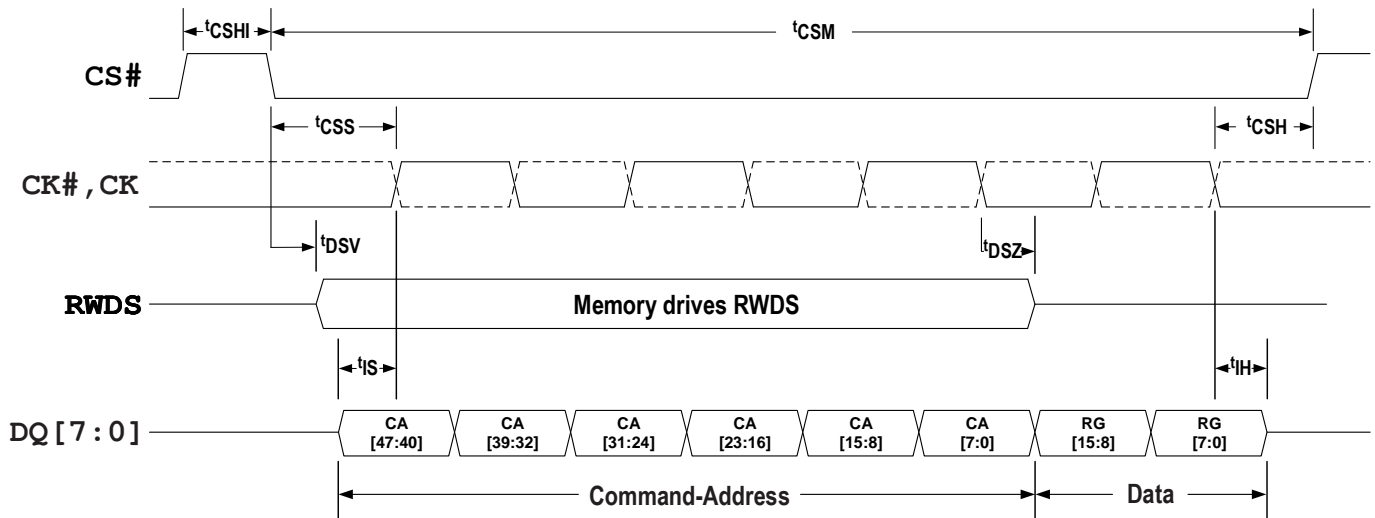 tCSHI
tCSM
CS#
tCSS
tCSH
CK#,CK
tDSV
tDSZ
RWDS
Memory drives RWDS
tIS
tIH
DQ[7:0]
CA
[47:40]
CA
[39:32]
CA
[31:24]
CA
[23:16]
CA
[15:8]
CA
[7:0]
RG
[15:8]
RG
[7:0]
Command-Address
Data